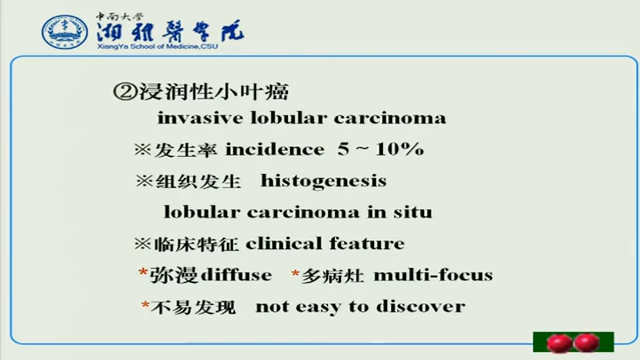 中南大学
湘雅醫学院
XiangYa School of Medicine,CSU
②浸润性小叶癌
invasive lobular carcinoma
※发生率 incidence 5～10%
※组织发生 histogenesis
lobular carcinoma in situ
※临床特征 clinical feature
*弥漫diffuse *多病灶 multi-focus
*不易发现 not easy to discover